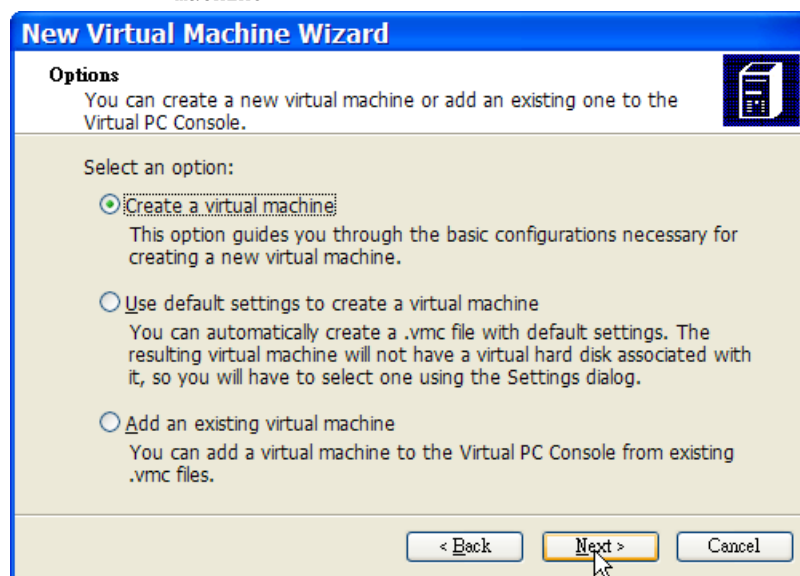 New Virtual Machine Wizard
Options
You can create a new virtual machine or add an existing one to the
Virtual PC Console.
Select an option:
Create a virtual machine
This option guides you through the basic configurations necessary for
creating a new virtual machine.
Use default settings to create a virtual machine
You can automatically create a .vmc file with default settings. The
resulting virtual machine will not have a virtual hard disk associated with
it, so you will have to select one using the Settings dialog.
Add an existing virtual machine
You can add a virtual machine to the Virtual PC Console from existing
.vmc files.
< Back Next > Cancel